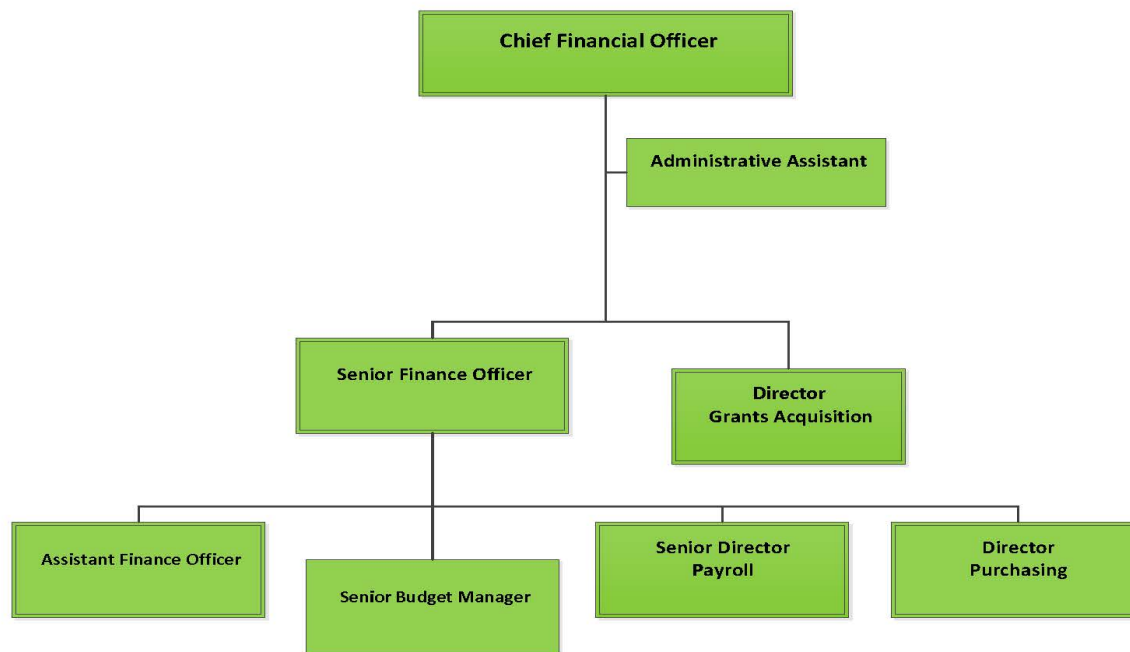 Chief Financial Officer
Administrative Assistant
Senior Finance Officer
Director
Grants Acquisition
Assistant Finance Officer
Senior Budget Manager
Senior Director
Payroll
Director
Purchasing